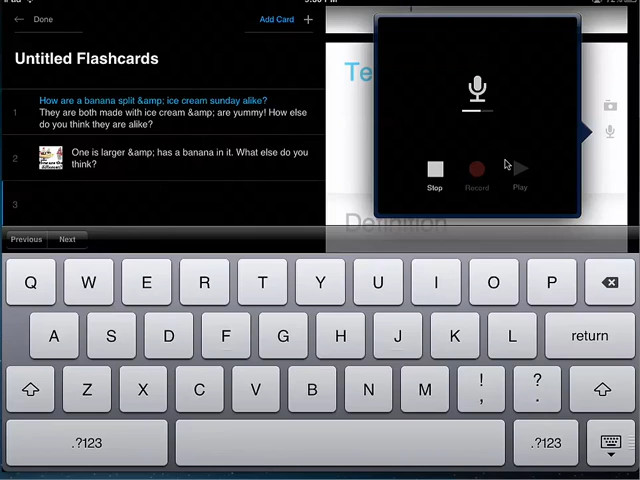 Done
Add Card +
Untitled Flashcards
1
How are a banana split &amp; ice cream sunday alike?
They are both made with ice cream &amp; are yummy! How else
do you think they are alike?
2
One is larger &amp; has a banana in it. What else do you
think?
3
Te
Stop
Record
Play
Definition
Previous
Next
Q W E R T Y U I O P
A S D F G H J K L return
Z X C V B N M ! , ? .
.?123 .?123